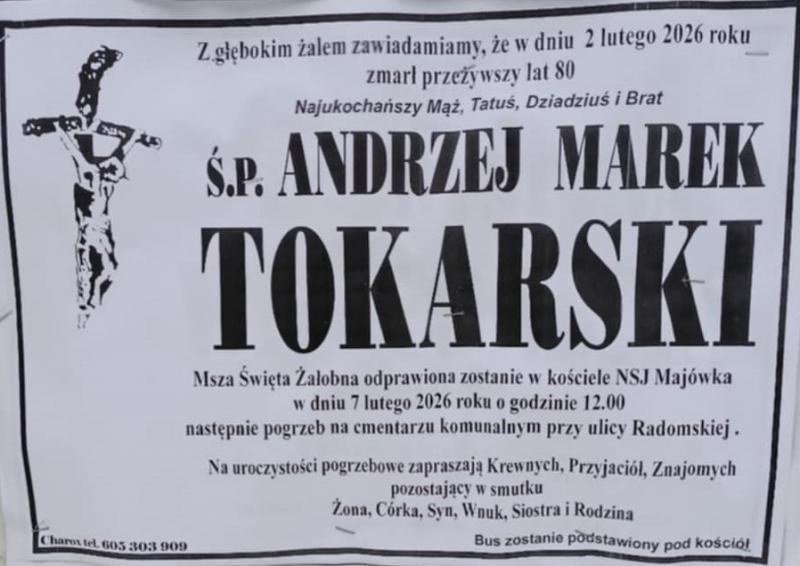 Z głębokim żalem zawiadamiamy, że w dniu 2 lutego 2026 roku
zmarł przeżywszy lat 80
Najukochańszy Mąż, Tatuś, Dziadziuś i Brat
Ś.P. ANDRZEJ MAREK
TOKARSKI
Msza Święta Żałobna odprawiona zostanie w kościele NSJ Majówka
w dniu 7 lutego 2026 roku o godzinie 12.00
następnie pogrzeb na cmentarzu komunalnym przy ulicy Radomskiej .
Na uroczystości pogrzebowe zapraszają Krewnych, Przyjaciół, Znajomych
pozostający w smutku
Żona, Córka, Syn, Wnuk, Siostra i Rodzina
Charon tel. 605 303 909
Bus zostanie podstawiony pod kościół